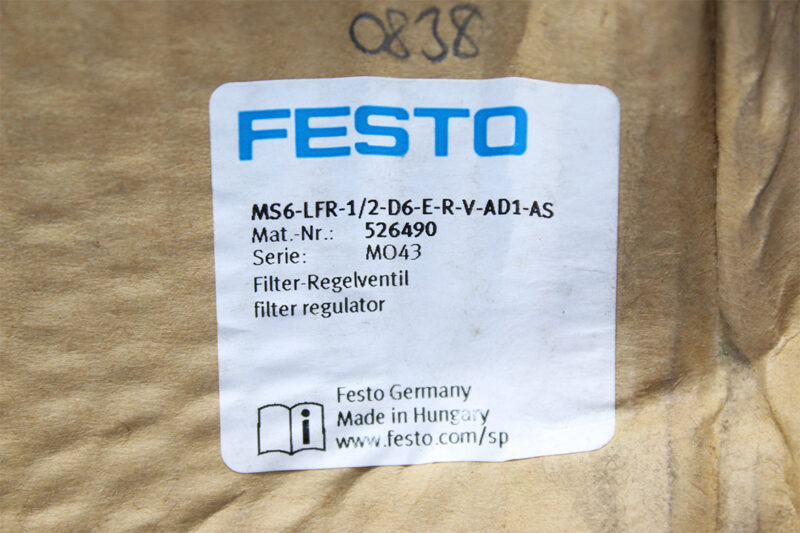 0838
FESTO
MS6-LFR-1/2-D6-E-R-V-AD1-AS
Mat.-Nr.: 526490
Serie: MO43
Filter-Regelventil
filter regulator
Festo Germany
Made in Hungary
www.festo.com/sp